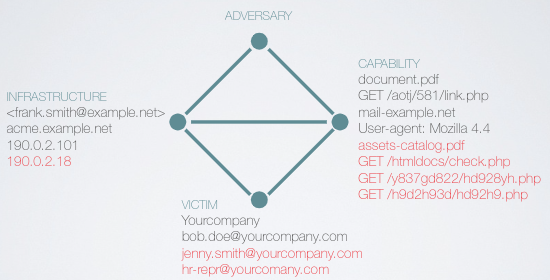 ADVERSARY
INFRASTRUCTURE
<frank.smith@example.net>
acme.example.net
190.0.2.101
190.0.2.18
CAPABILITY
document.pdf
GET /aotj/581/link.php
mail-example.net
User-agent: Mozilla 4.4
assets-catalog.pdf
GET /htmldocs/check.php
GET /y837gd822/hd928yh.php
GET /h9d2h93d/hd92h9.php
VICTIM
Yourcompany
bob.doe@yourcompany.com
jenny.smith@yourcompany.com
hr-repr@yourcomany.com